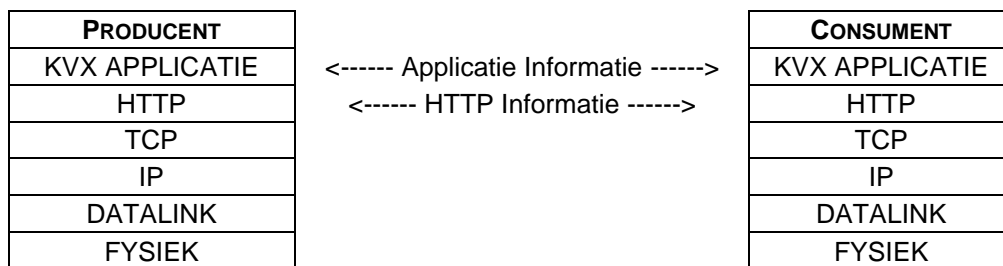 PRODUCENT CONSUMENT
KVX APPLICATIE <------ Applicatie Informatie ------> KVX APPLICATIE
HTTP <------ HTTP Informatie ------> HTTP
TCP TCP
IP IP
DATALINK DATALINK
FYSIEK FYSIEK